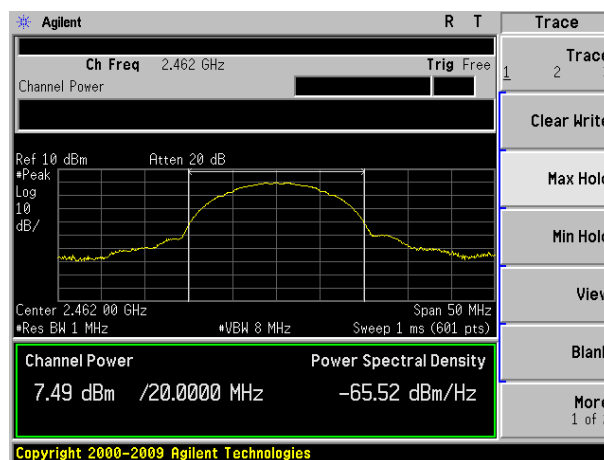 Agilent R T Trace
Ch Freq 2.462 GHz Trig Free
Channel Power
Trace
1 2
Clear Write
Ref 10 dBm Atten 20 dB
#Peak
Log
10
dB/
Max Hold
Min Hold
View
Center 2.462 00 GHz Span 50 MHz
#Res BW 1 MHz #VBW 8 MHz Sweep 1 ms (601 pts)
Blank
Channel Power Power Spectral Density
7.49 dBm /20.0000 MHz -65.52 dBm/Hz
More
1 of
Copyright 2000-2009 Agilent Technologies